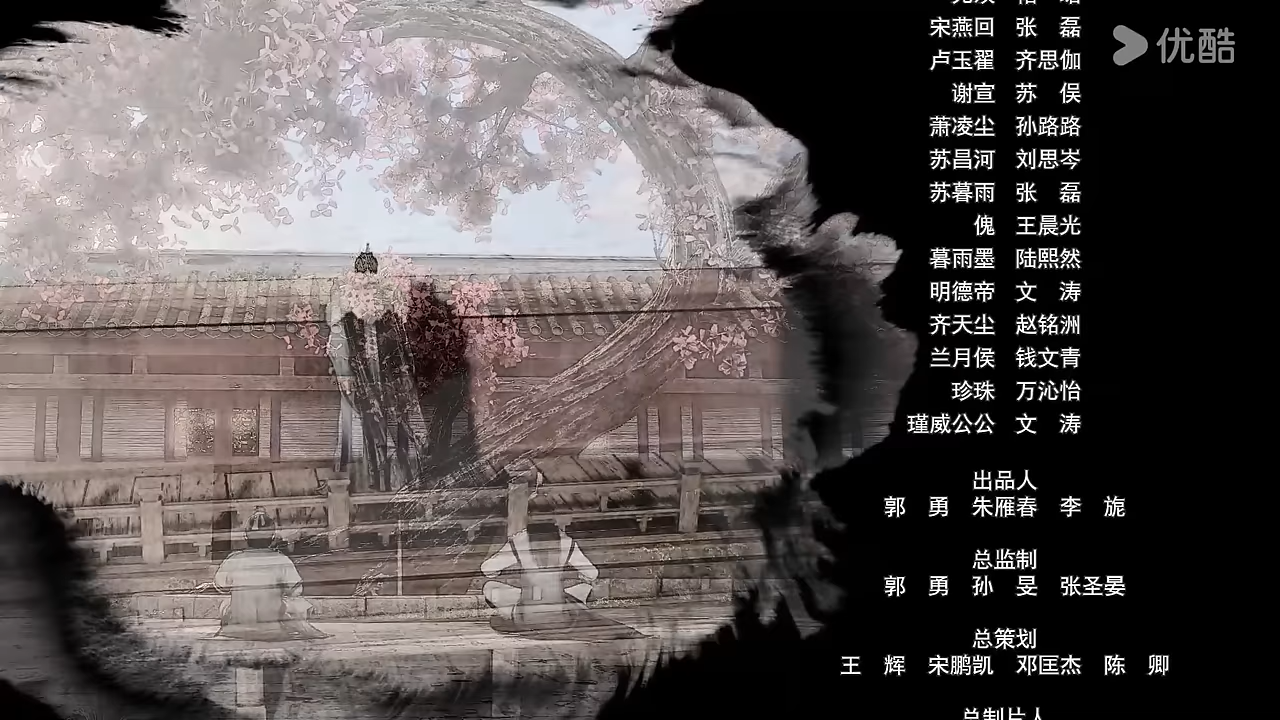 优酷
宋燕回 张 磊
卢玉翟 齐思伽
谢宣 苏 俣
萧凌尘 孙路路
苏昌河 刘思岑
苏暮雨 张 磊
傀 王晨光
暮雨墨 陆熙然
明德帝 文 涛
齐天尘 赵铭洲
兰月侯 钱文青
珍珠 万沁怡
瑾威公公 文 涛
出品人
郭 勇 朱雁春 李 旎
总监制
郭 勇 孙 旻 张圣晏
总策划
王 辉 宋鹏凯 邓匡杰 陈 卿
总制片人